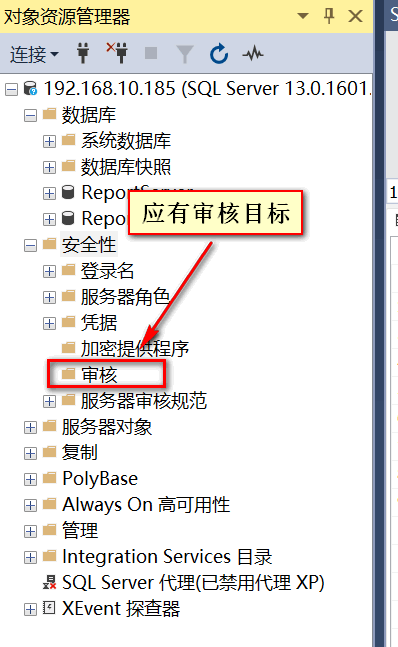 对象资源管理器
连接
192.168.10.185 (SQL Server 13.0.1601.
数据库
系统数据库
数据库快照
ReportServer
Repor
应有审核目标
安全性
登录名
服务器角色
凭据
加密提供程序
审核
服务器审核规范
服务器对象
复制
PolyBase
Always On 高可用性
管理
Integration Services 目录
SQL Server 代理(已禁用代理 XP)
XEvent 探查器